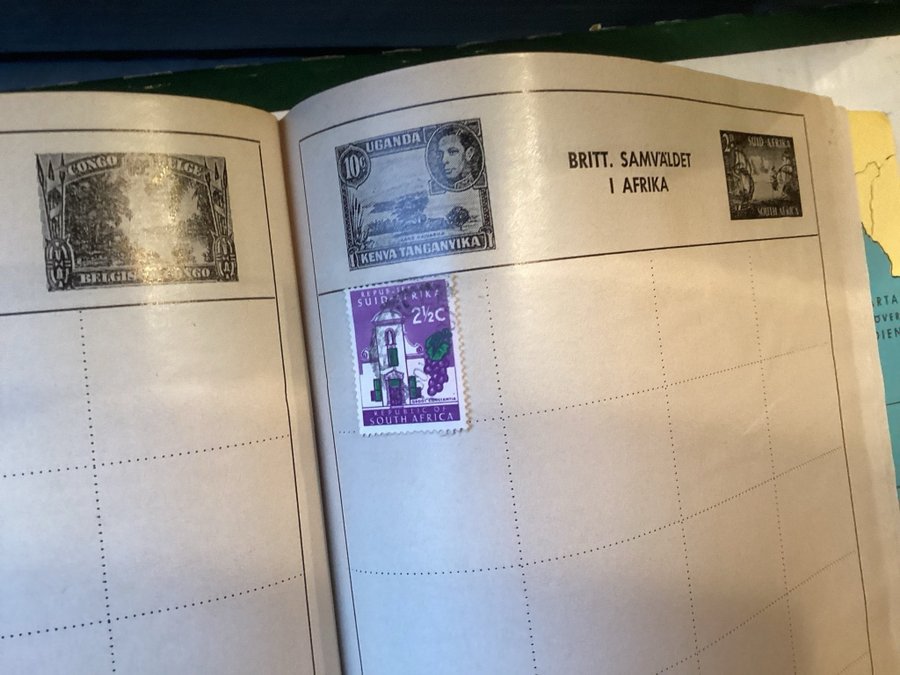 CONGO BELGE
BELGISCH CONGO
UGANDA
10c
KENYA TANGANYIKA
BRITT. SAMVÄLDET
I AFRIKA
SUID-AFRIKA
SOUTH AFRICA
SUID-AFRIKA
2½C
REPUBLIC OF
SOUTH AFRICA